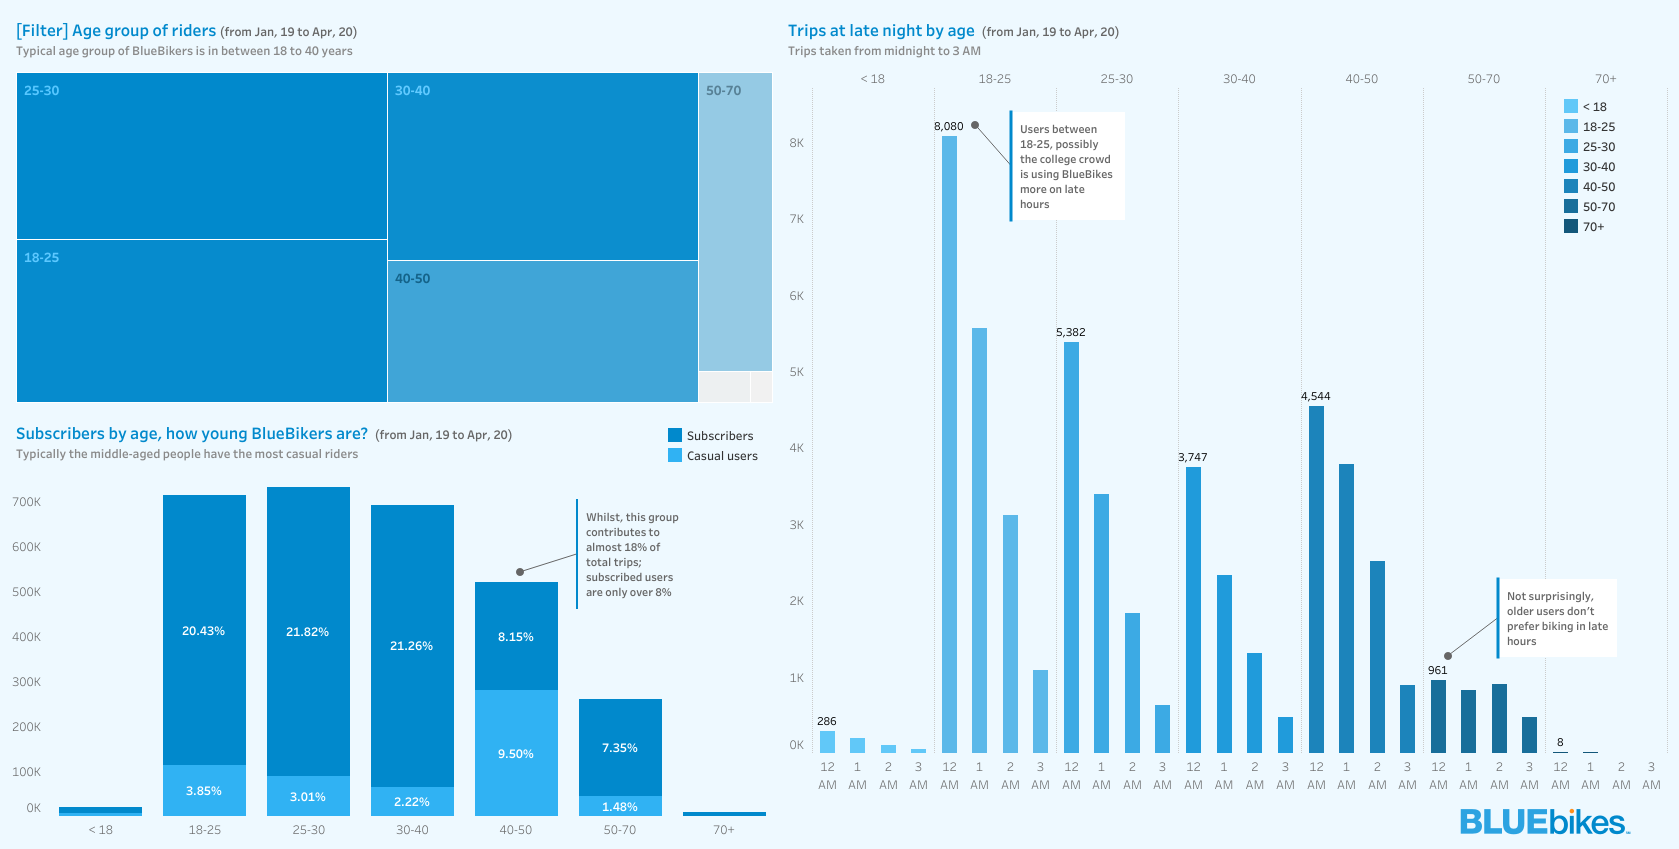 [Filter] Age group of riders (from Jan, 19 to Apr, 20)
Typical age group of BlueBikers is in between 18 to 40 years
25-30
30-40
50-70
18-25
40-50
Subscribers by age, how young BlueBikers are? (from Jan, 19 to Apr, 20)
Typically the middle-aged people have the most casual riders
Subscribers
Casual users
700K
600K
500K
400K
300K
200K
100K
0K
Whilst, this group
contributes to
almost 18% of
total trips;
subscribed users
are only over 8%
20.43%
21.82%
21.26%
8.15%
7.35%
3.85%
3.01%
2.22%
9.50%
1.48%
< 18
18-25
25-30
30-40
40-50
50-70
70+
Trips at late night by age (from Jan, 19 to Apr, 20)
Trips taken from midnight to 3 AM
< 18
18-25
25-30
30-40
40-50
50-70
70+
< 18
18-25
25-30
30-40
40-50
50-70
70+
8K
7K
6K
5K
4K
3K
2K
1K
0K
286
8,080
5,382
3,747
4,544
961
8
Users between
18-25, possibly
the college crowd
is using BlueBikes
more on late
hours
Not surprisingly,
older users don't
prefer biking in late
hours
12 1 2 3 12 1 2 3 12 1 2 3 12 1 2 3 12 1 2 3 12 1 2 3 12 1 2 3
AM AM AM AM AM AM AM AM AM AM AM AM AM AM AM AM AM AM AM AM AM AM AM AM AM AM AM AM
BLUEbikes